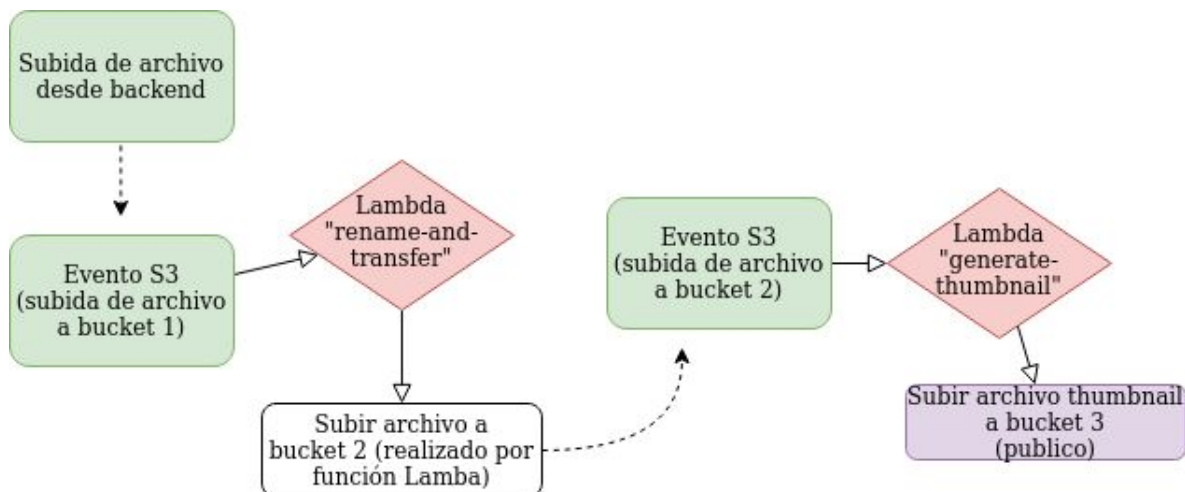 Subida de archivo
desde backend
Evento S3
(subida de archivo
a bucket 1)
Lambda
"rename-and-
transfer"
Subir archivo a
bucket 2 (realizado por
función Lamba)
Evento S3
(subida de archivo
a bucket 2)
Lambda
"generate-
thumbnail"
Subir archivo thumbnail
a bucket 3
(publico)